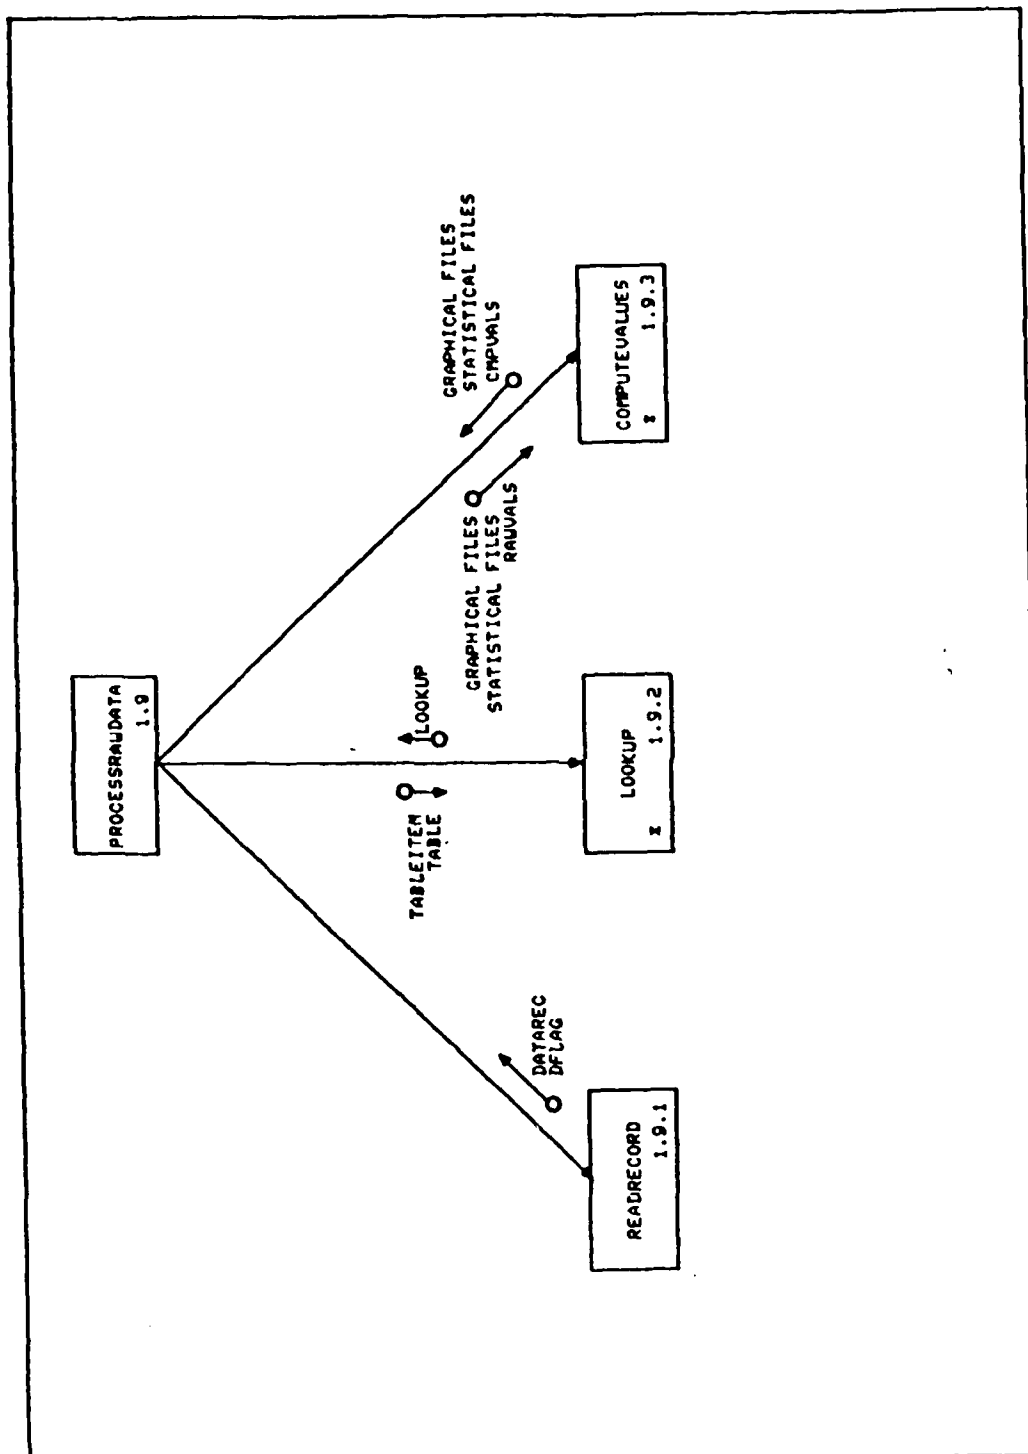 PROCESSRAWDATA
1.9
GRAPHICAL FILES
STATISTICAL FILES
CMPVALS
LOOKUP
TABLEITEM
TABLE
GRAPHICAL FILES
STATISTICAL FILES
RAWVALS
DATAREC
DFLAG
READRECORD
1.9.1
LOOKUP
X 1.9.2
COMPUTEVALUES
X 1.9.3